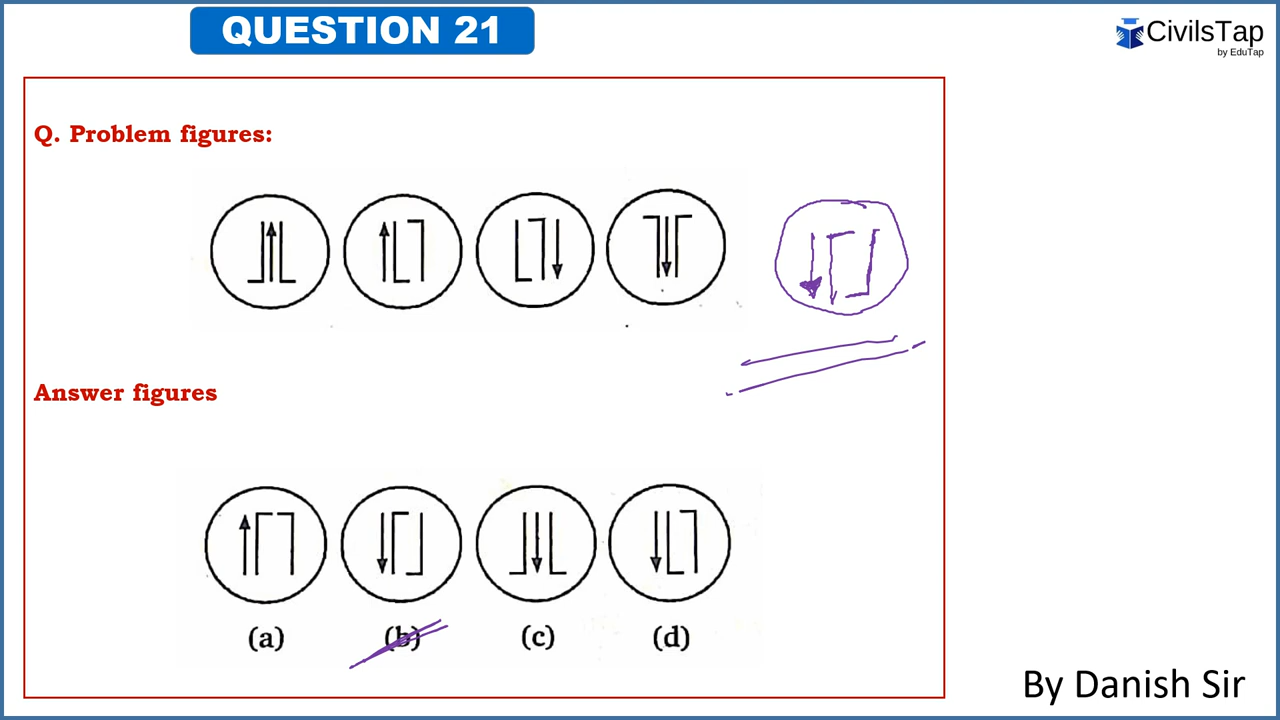 QUESTION 21
CivilsTap
by EduTap
Q. Problem figures:
Answer figures
(a)
(b)
(c)
(d)
By Danish Sir